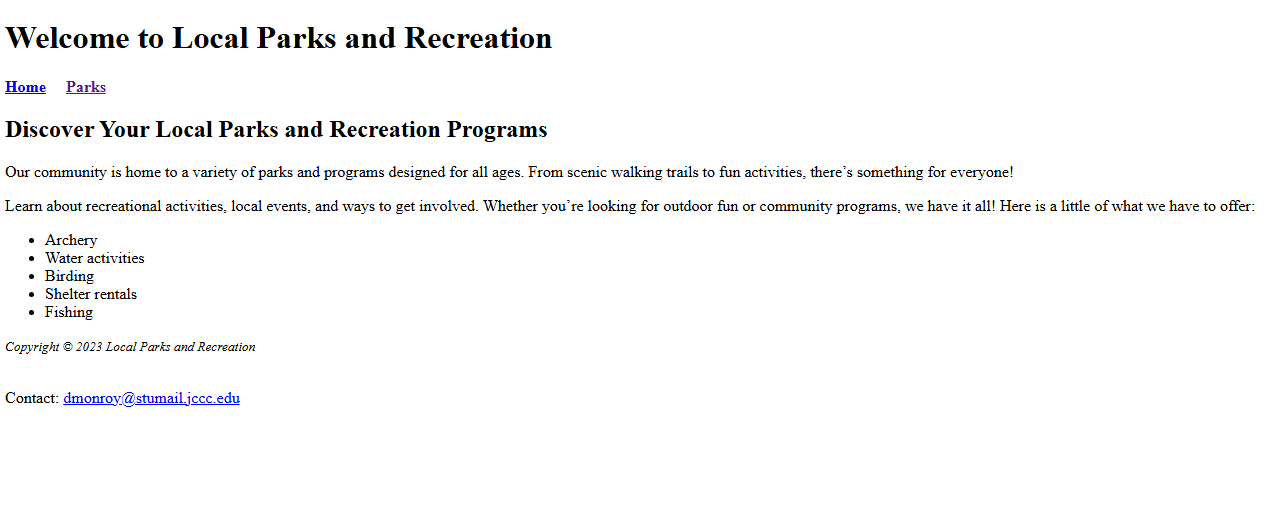 Welcome to Local Parks and Recreation
Home Parks
Discover Your Local Parks and Recreation Programs
Our community is home to a variety of parks and programs designed for all ages. From scenic walking trails to fun activities, there’s something for everyone!
Learn about recreational activities, local events, and ways to get involved. Whether you’re looking for outdoor fun or community programs, we have it all! Here is a little of what we have to offer:
• Archery
• Water activities
• Birding
• Shelter rentals
• Fishing
Copyright © 2023 Local Parks and Recreation
Contact: dmonroy@stumail.jccc.edu